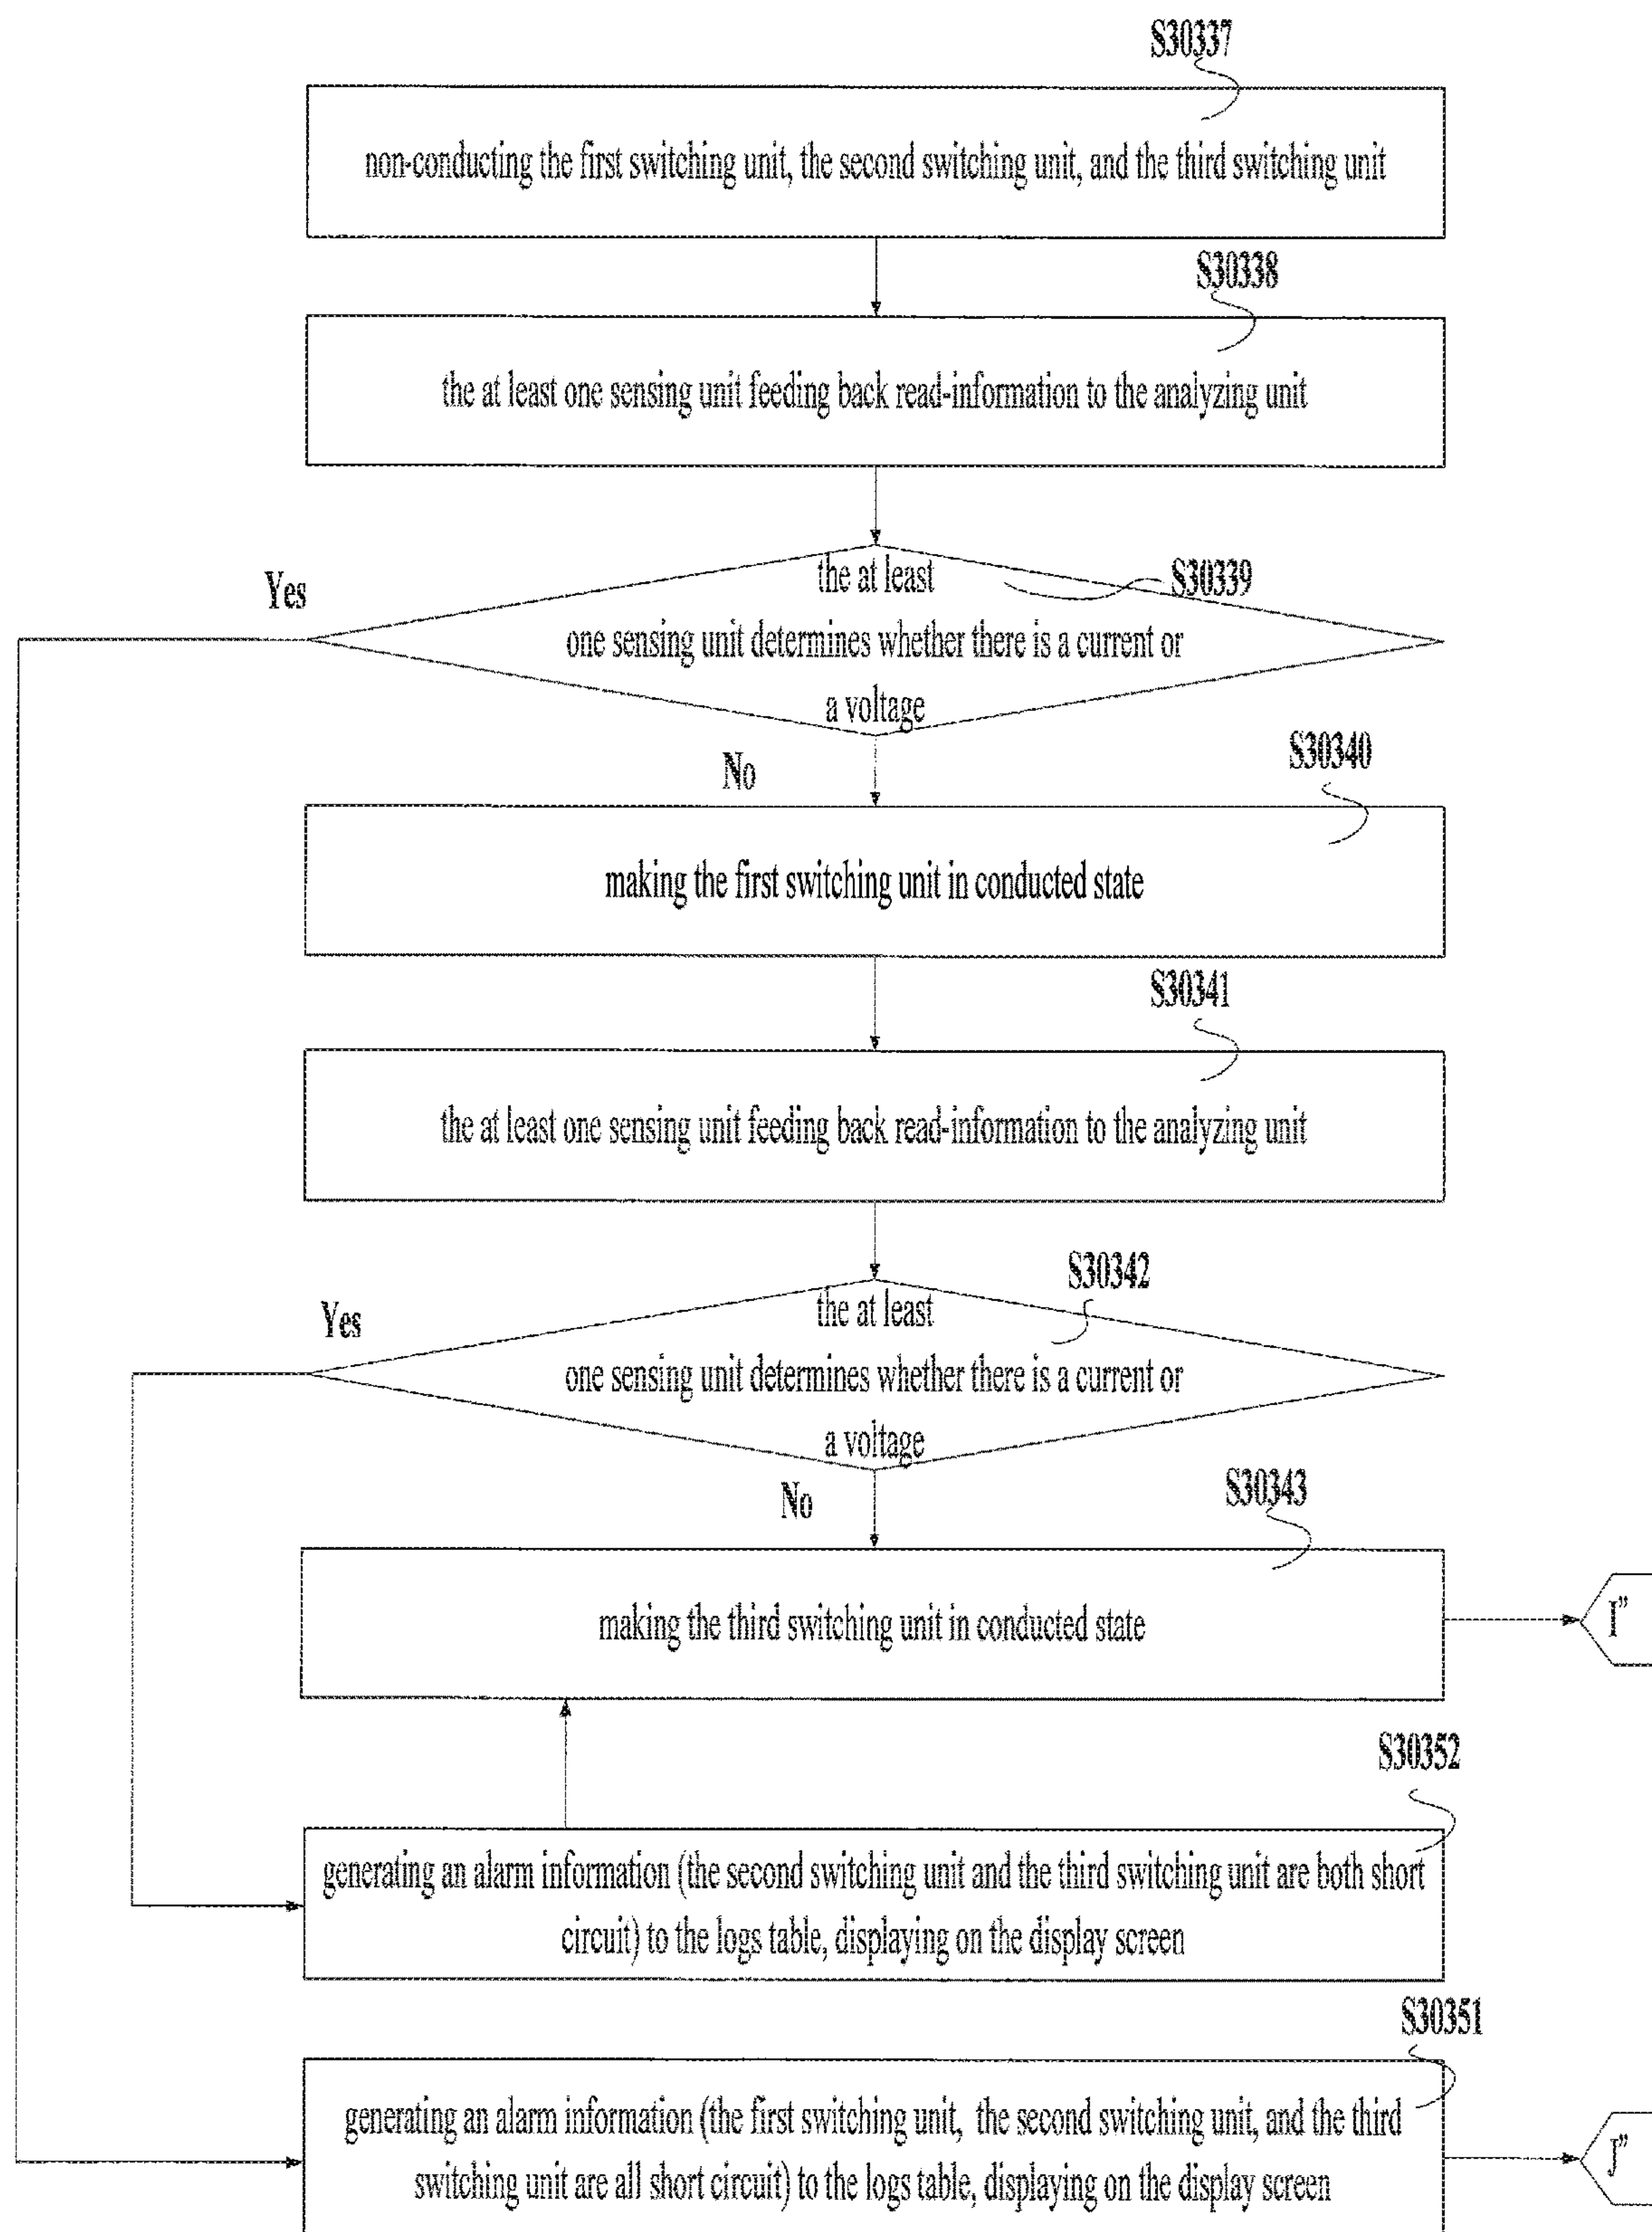 S30337
non-conducting the first switching unit, the second switching unit, and the third switching unit
S30338
the at least one sensing unit feeding back read-information to the analyzing unit
Yes
the at least
S30339
one sensing unit determines whether there is a current or
a voltage
No
S30340
making the first switching unit in conducted state
S30341
the at least one sensing unit feeding back read-information to the analyzing unit
S30342
Yes
the at least
one sensing unit determines whether there is a current or
a voltage
No
S30343
making the third switching unit in conducted state
I”
S30352
generating an alarm information (the second switching unit and the third switching unit are both short
circuit) to the logs table, displaying on the display screen
S30351
generating an alarm information (the first switching unit, the second switching unit, and the third
switching unit are all short circuit) to the logs table, displaying on the display screen
J”